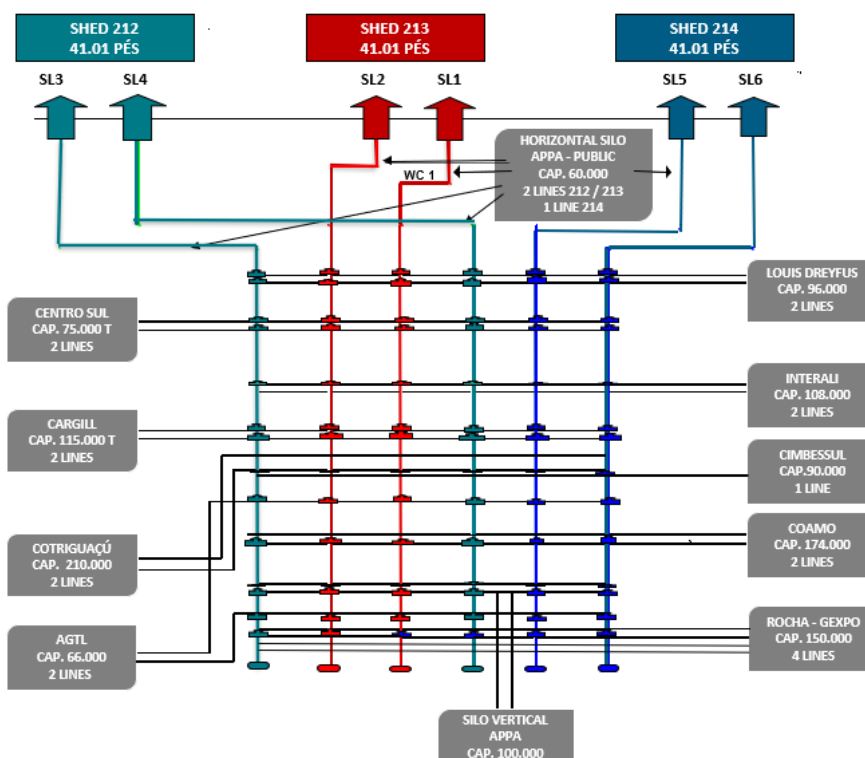 SHED 212
41.01 PÉS
SHED 213
41.01 PÉS
SHED 214
41.01 PÉS
SL3
SL4
SL2
SL1
SL5
SL6
HORIZONTAL SILO
APPA - PUBLIC
CAP. 60.000
2 LINES 212 / 213
1 LINE 214
WC 1
LOUIS DREYFUS
CAP. 96.000
2 LINES
CENTRO SUL
CAP. 75.000 T
2 LINES
INTERALI
CAP. 108.000
2 LINES
CARGILL
CAP. 115.000 T
2 LINES
CIMBESSUL
CAP.90.000
1 LINE
COAMO
CAP. 174.000
2 LINES
COTRIGUAÇÚ
CAP. 210.000
2 LINES
ROCHA - GEXPO
CAP. 150.000
4 LINES
AGTL
CAP. 66.000
2 LINES
SILO VERTICAL
APPA
CAP. 100.000